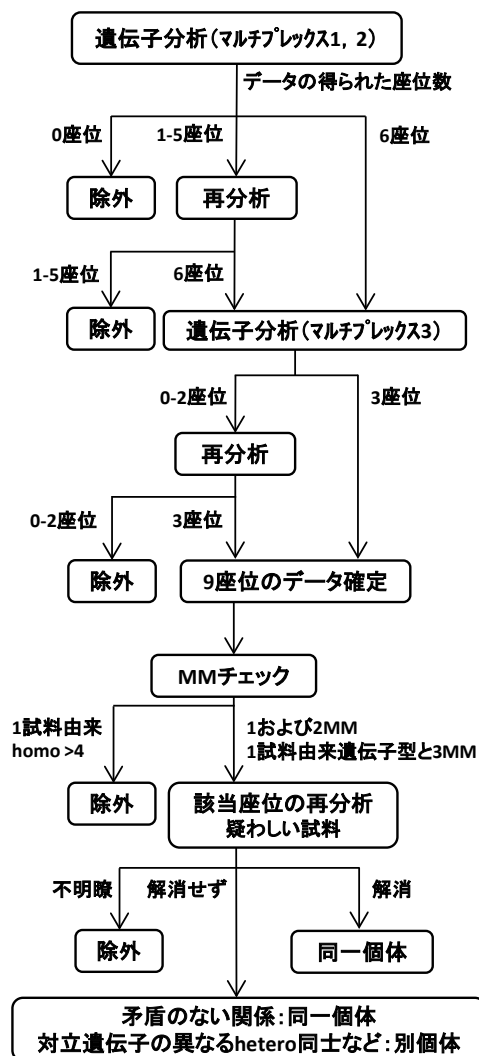 遺伝子分析(マルチプレックス1, 2)
データの得られた座位数
0座位
1-5座位
6座位
除外
再分析
1-5座位
6座位
除外
遺伝子分析(マルチプレックス3)
0-2座位
3座位
再分析
0-2座位
3座位
除外
9座位のデータ確定
MMチェック
1試料由来
homo >4
1および2MM
1試料由来遺伝子型と3MM
除外
該当座位の再分析
疑わしい試料
不明瞭
解消せず
解消
除外
同一個体
矛盾のない関係:同一個体
対立遺伝子の異なるhetero同士など:別個体